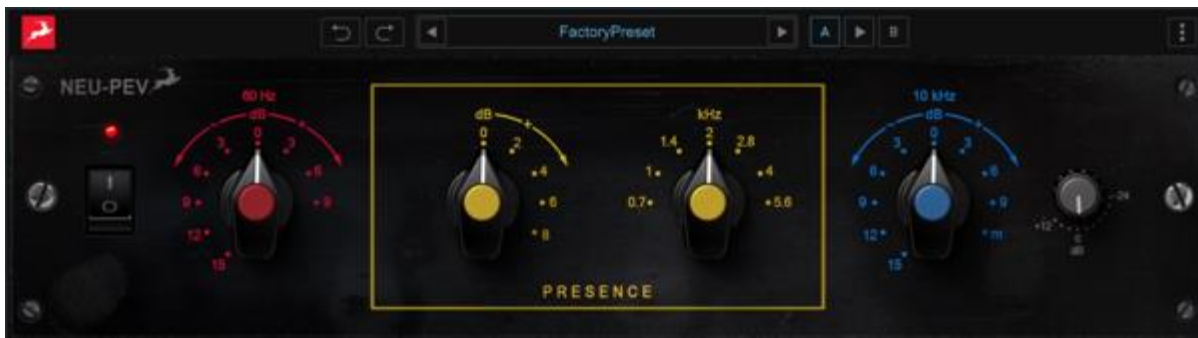 FactoryPreset
A
B
NEU-PEV
60 Hz
dB
0
3 3
6 6
9 9
12
15
dB
0
2
4
6
8
kHz
2
1.4 2.8
1 4
0.7 5.6
PRESENCE
10 kHz
dB
0
3 3
6 6
9 9
12 m
15
I
O
-24
+12
0
dB